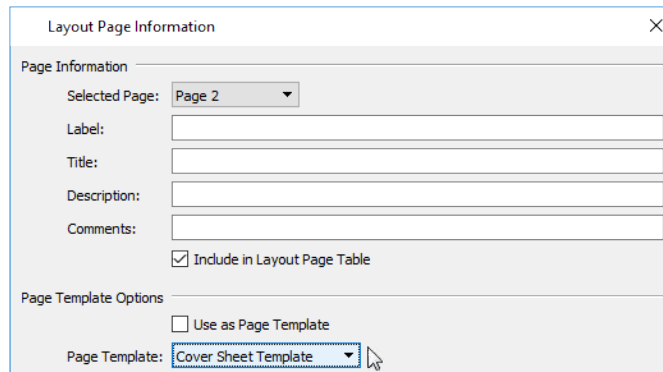 Layout Page Information
Page Information
Selected Page: Page 2
Label:
Title:
Description:
Comments:
Include in Layout Page Table
Page Template Options
Use as Page Template
Page Template: Cover Sheet Template